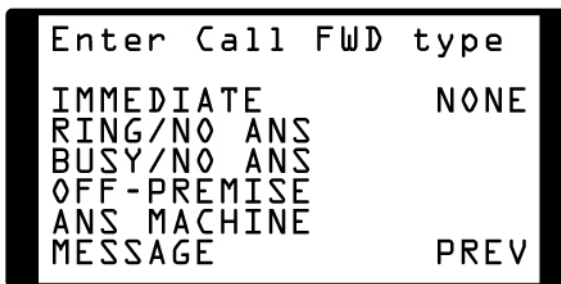 Enter Call FWD type
IMMEDIATE NONE
RING/NO ANS
BUSY/NO ANS
OFF-PREMISE
ANS MACHINE
MESSAGE PREV